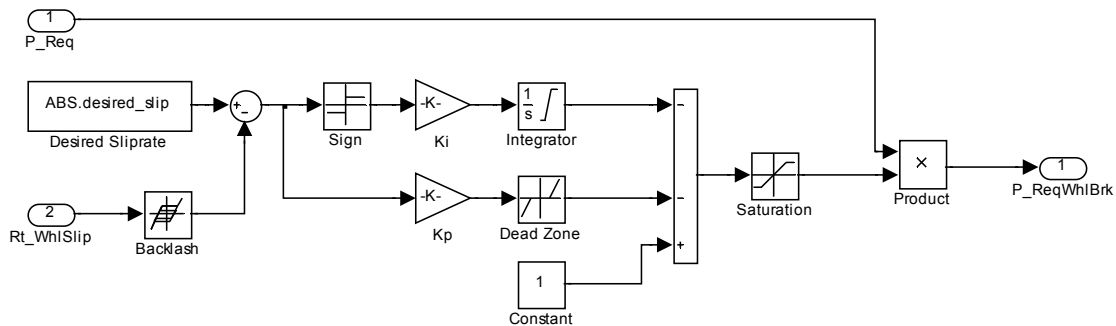 1
P_Req
ABS.desired_slip
Desired Sliprate
+
−
Sign
-K-
Ki
1
s
Integrator
−
2
Rt_WhlSlip
Backlash
-K-
Kp
Dead Zone
−
+
1
Constant
Saturation
×
Product
1
P_ReqWhlBrk